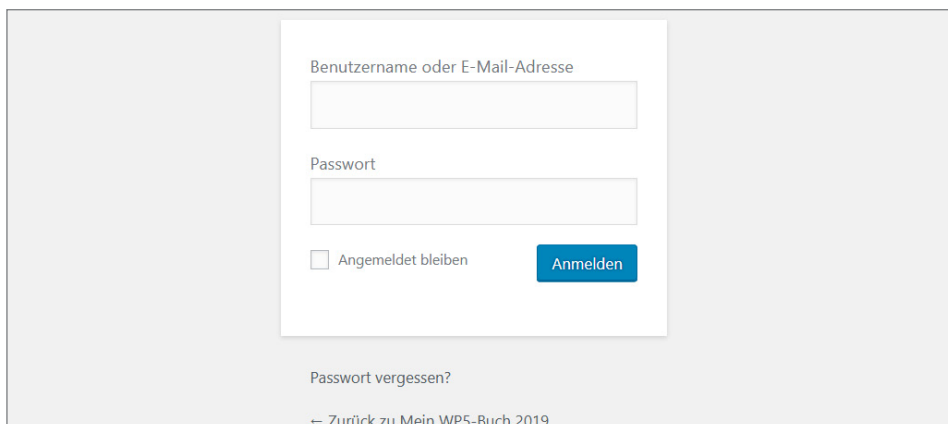 Benutzername oder E-Mail-Adresse
Passwort
Angemeldet bleiben
Anmelden
Passwort vergessen?
← Zurück zu Mein WP5-Buch 2019